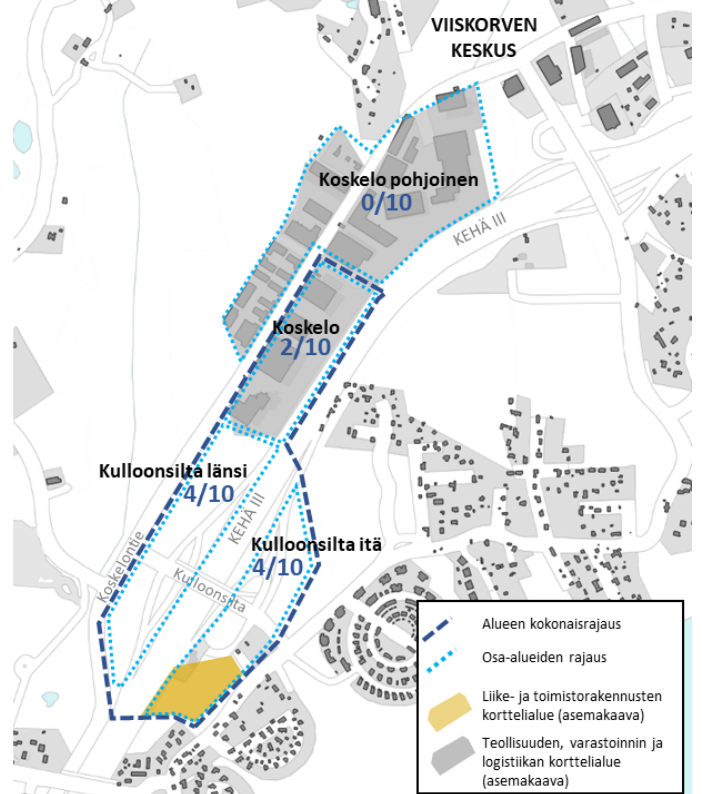 VIISKORVEN
KESKUS
Koskelo pohjoinen
0/10
KEHÄ III
Koskelo
2/10
Kulloonsilta länsi
4/10
KEHÄ III
Kulloonsilta itä
4/10
Koskelontie
Kulloonsilta
Alueen kokonaisrajaus
Osa-alueiden rajaus
Liike- ja toimistorakennusten
korttelialue (asemakaava)
Teollisuuden, varastoinnin ja
logistiikan korttelialue
(asemakaava)